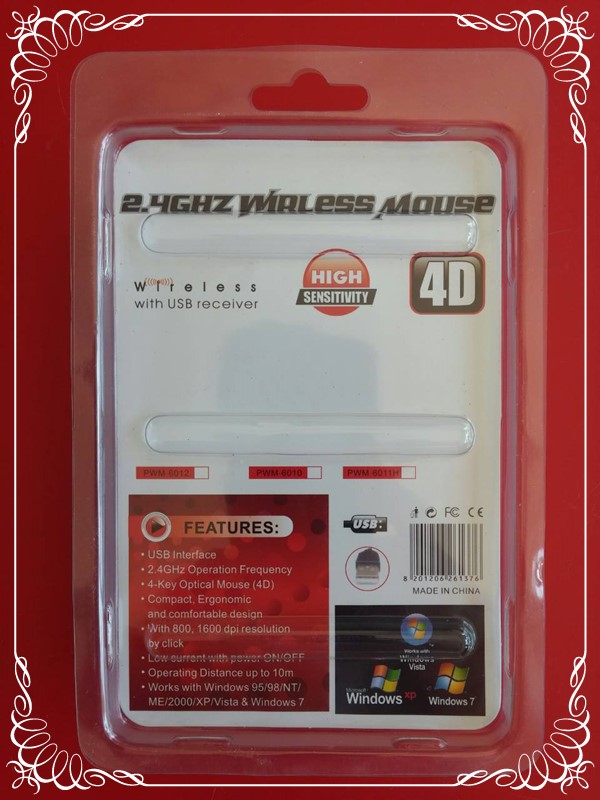 2.4GHZ WIRLESS MOUSE
Wireless
with USB receiver
HIGH
SENSITIVITY
4D
PWM-6012
PWM-6010
PWM-6011H
FEATURES:
• USB Interface
• 2.4GHz Operation Frequency
• 4-Key Optical Mouse (4D)
• Compact, Ergonomic
and comfortable design
• With 800, 1600 dpi resolution
by click
• Low current with power ON/OFF
• Operating Distance up to 10m
• Works with Windows 95/98/NT/
ME/2000/XP/Vista & Windows 7
USB
FC CE
8 201206 261376
MADE IN CHINA
Works with:
Windows
Vista
Microsoft
Windows xp
Windows 7